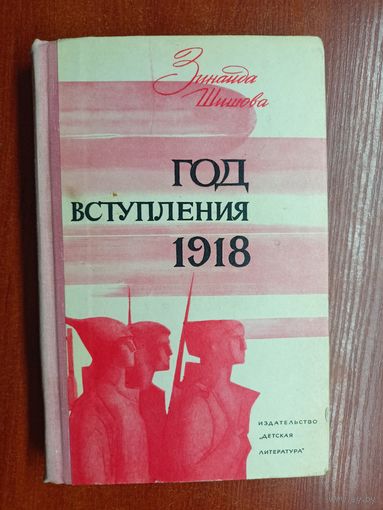 Зинаида
Шишова
ГОД
ВСТУПЛЕНИЯ
1918
ИЗДАТЕЛЬСТВО
„ДЕТСКАЯ
ЛИТЕРАТУРА"